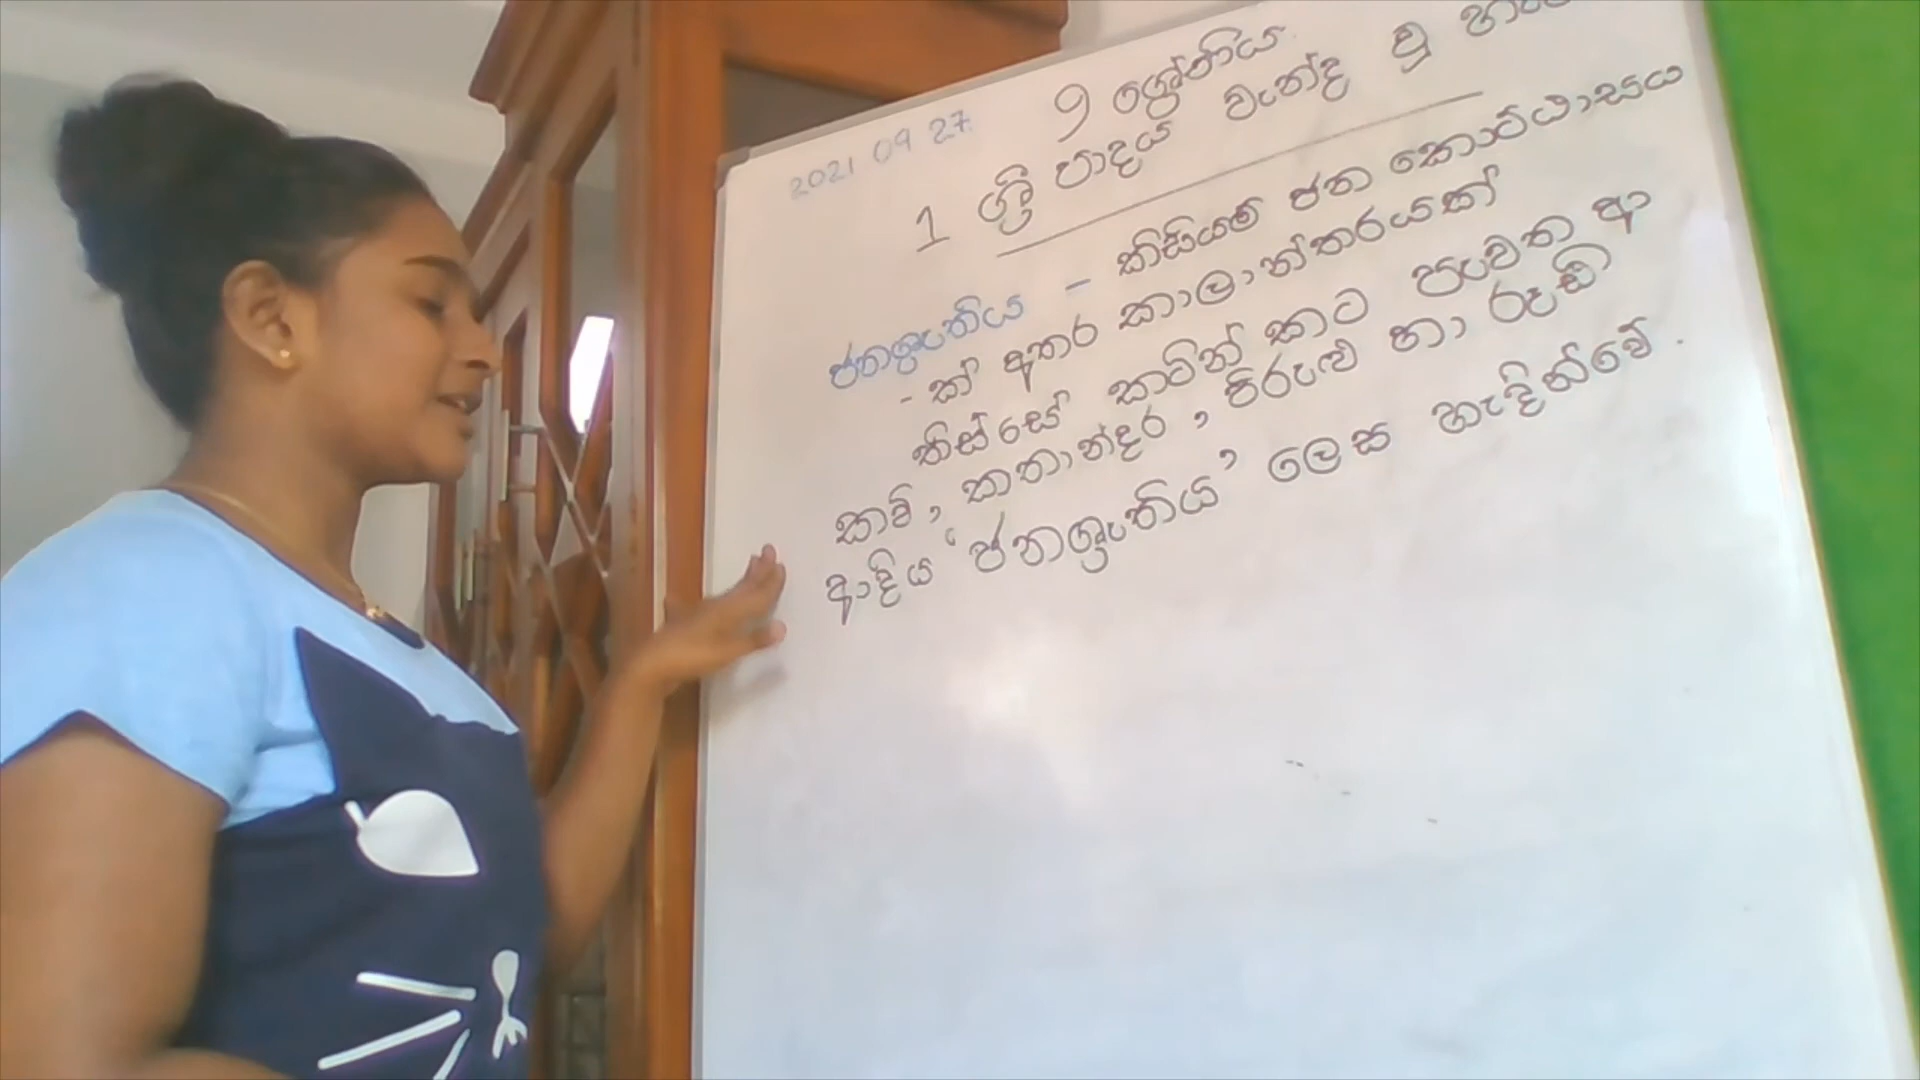 2021 09 27
9 ශ්‍රේණිය
1 ශ්‍රී පාදය වැන්ද වූ
ජනශ්‍රැතිය - කිසියම් ජන කොට්ඨාසය
- ක් අතර කාලාන්තරයක්
තිස්සේ කටින් කට පැවත ආ
කවි, කතාන්දර, පිරුළු හා රූඪි
ආදිය 'ජනශ්‍රැතිය' ලෙස හැඳින්වේ.